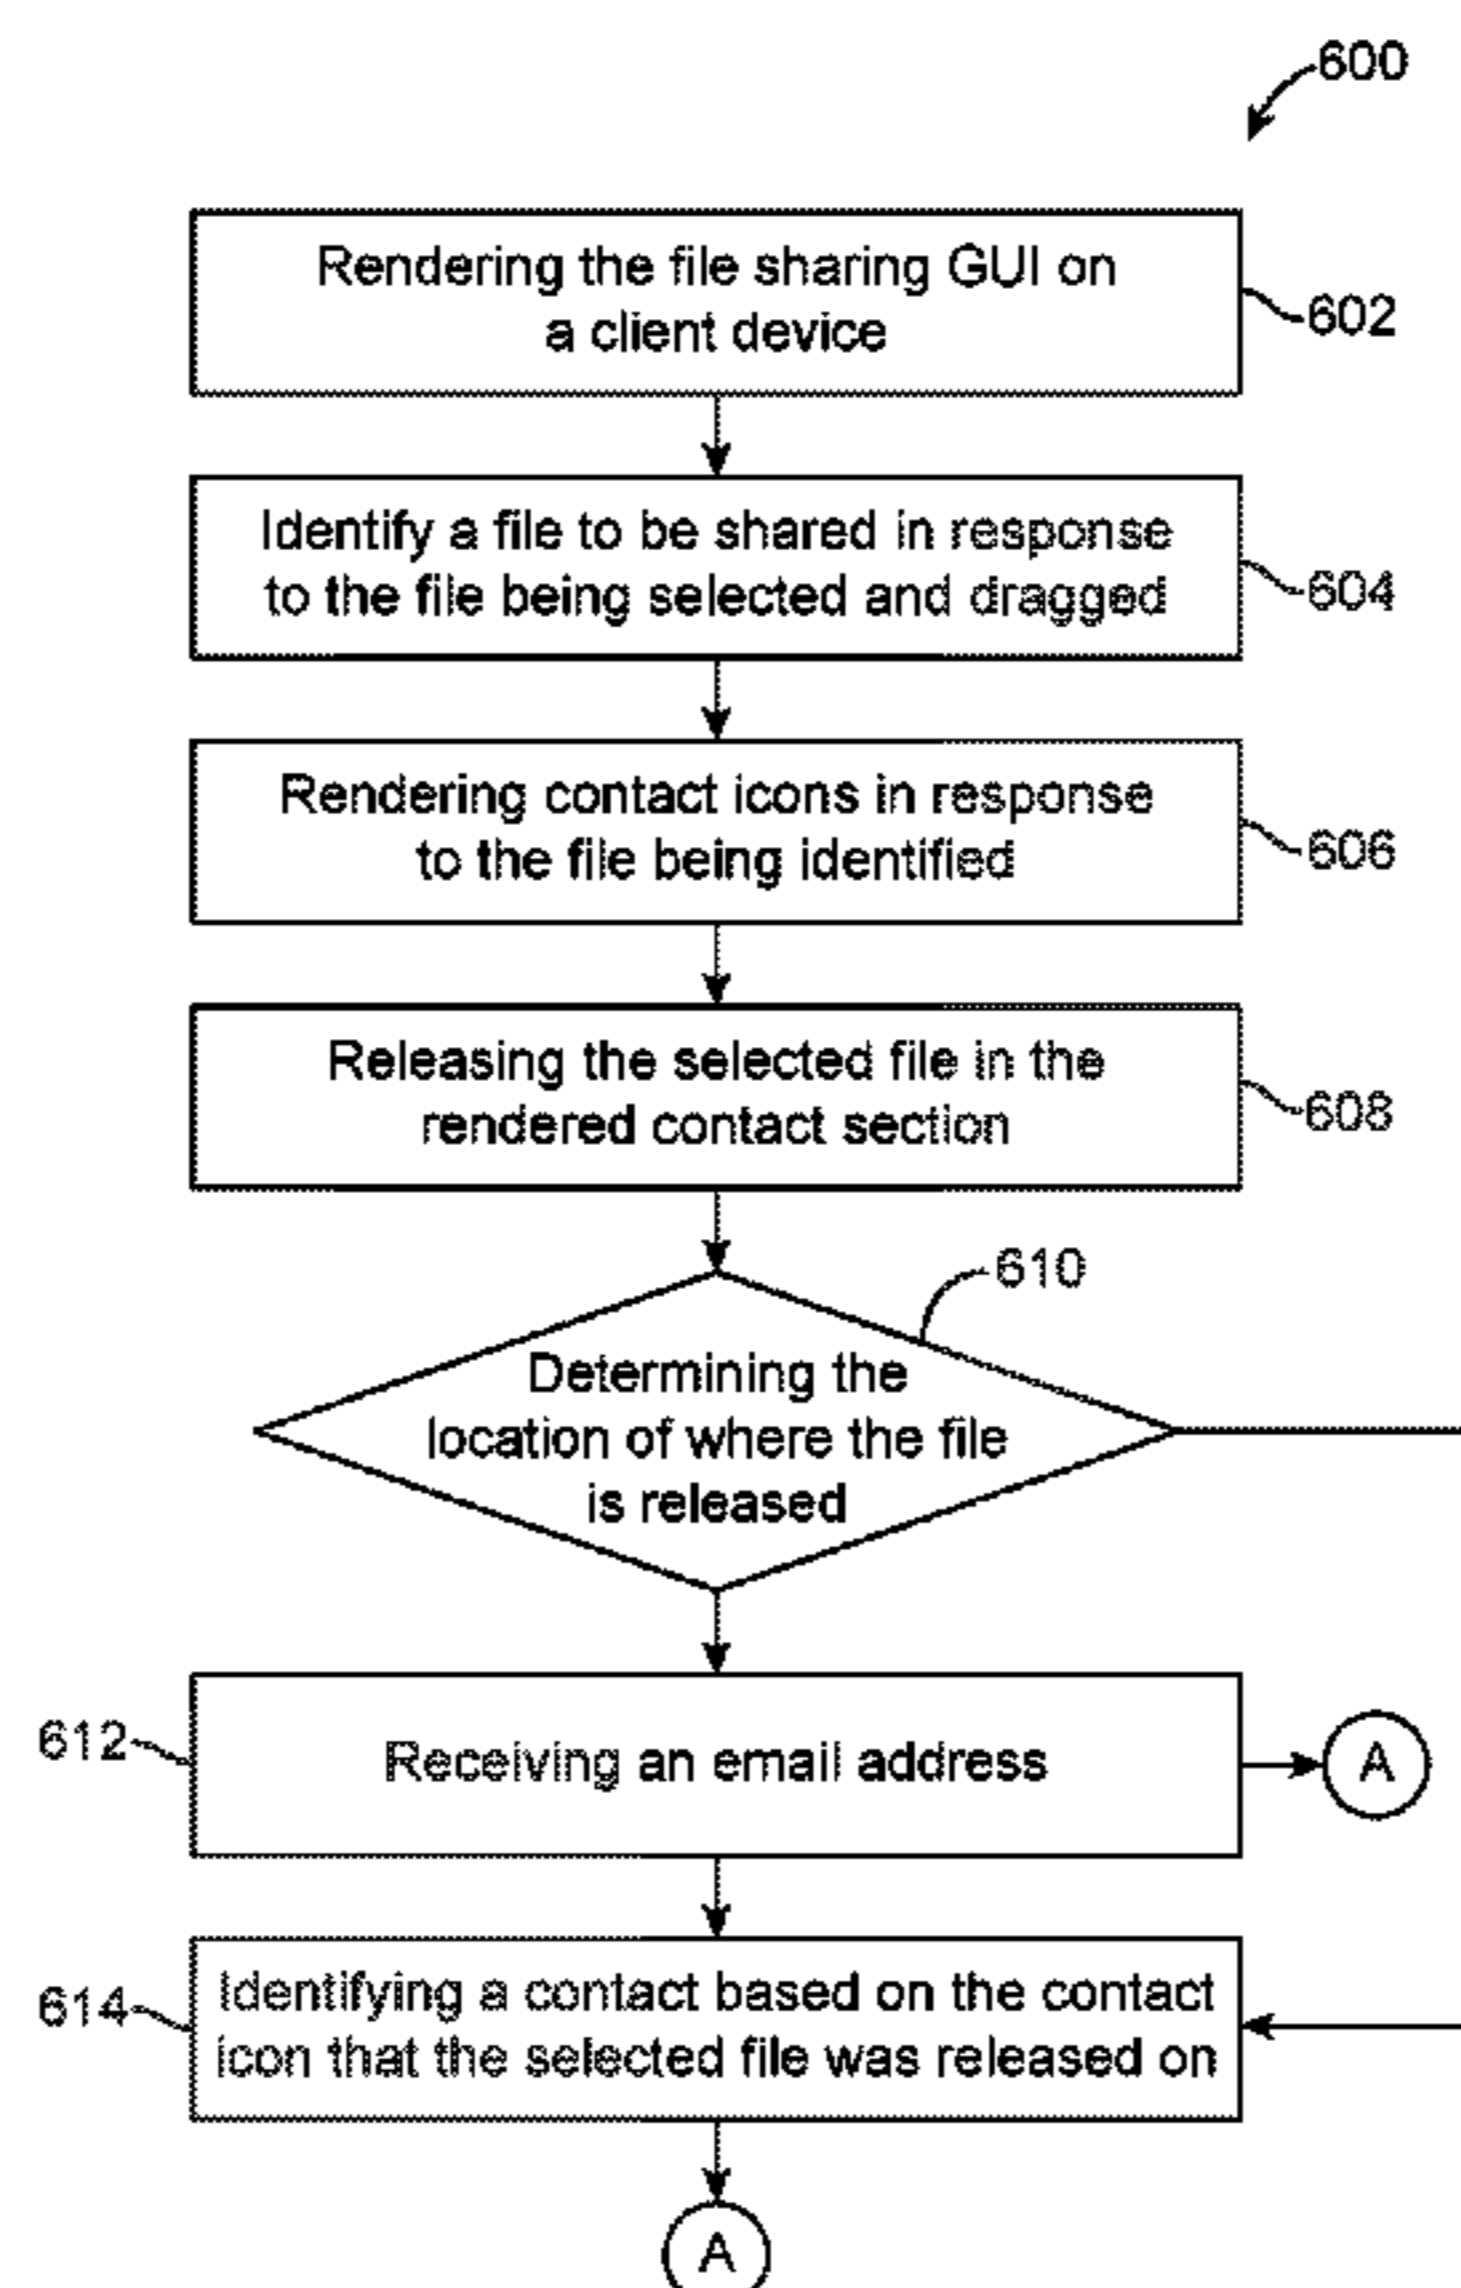 600
Rendering the file sharing GUI on
a client device
602
Identify a file to be shared in response
to the file being selected and dragged
604
Rendering contact icons in response
to the file being identified
606
Releasing the selected file in the
rendered contact section
608
610
Determining the
location of where the file
is released
612
Receiving an email address
A
614
Identifying a contact based on the contact
icon that the selected file was released on
A